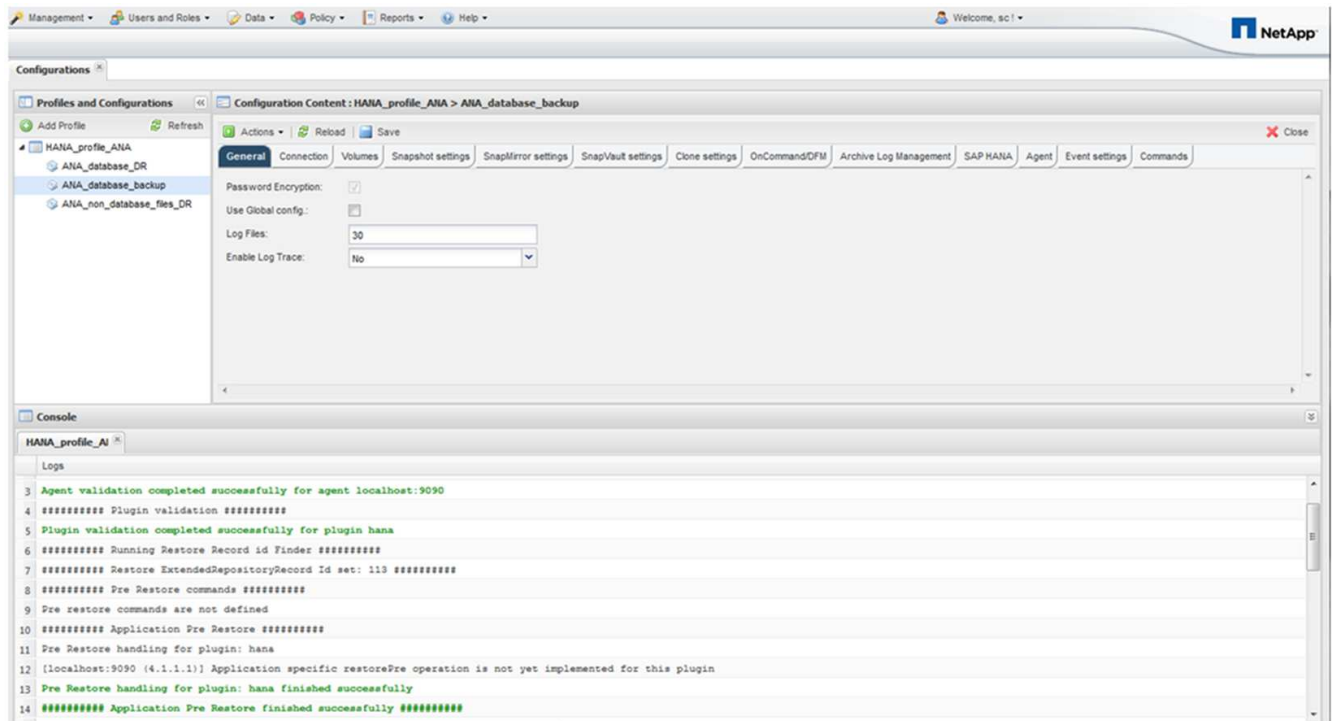 Management Users and Roles Data Policy Reports Help Welcome, sc!
NetApp
Configurations
Profiles and Configurations
Configuration Content : HANA_profile_ANA > ANA_database_backup
Add Profile Refresh
Actions Reload Save Close
HANA_profile_ANA
ANA_database_DR
ANA_database_backup
ANA_non_database_files_DR
General Connection Volumes Snapshot settings SnapMirror settings SnapVault settings Clone settings OnCommand/DFM Archive Log Management SAP HANA Agent Event settings Commands
Password Encryption:
Use Global config.:
Log Files: 30
Enable Log Trace: No
Console
HANA_profile_AI
Logs
3 Agent validation completed successfully for agent localhost:9090
4 ########## Plugin validation ##########
5 Plugin validation completed successfully for plugin hana
6 ########## Running Restore Record id Finder ##########
7 ########## Restore ExtendedRepositoryRecord Id set: 113 ##########
8 ########## Pre Restore commands ##########
9 Pre restore commands are not defined
10 ########## Application Pre Restore ##########
11 Pre Restore handling for plugin: hana
12 [localhost:9090 (4.1.1.1)] Application specific restorePre operation is not yet implemented for this plugin
13 Pre Restore handling for plugin: hana finished successfully
14 ########## Application Pre Restore finished successfully ##########